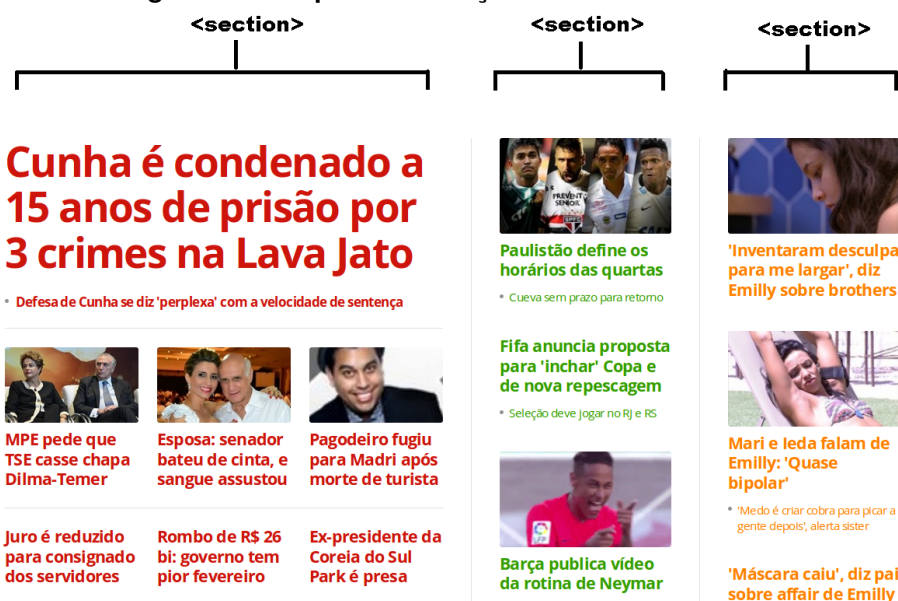 <section>
<section>
<section>
Cunha é condenado a
15 anos de prisão por
3 crimes na Lava Jato
• Defesa de Cunha se diz 'perplexa' com a velocidade de sentença
MPE pede que
TSE casse chapa
Dilma-Temer
Esposa: senador
bateu de cinta, e
sangue assustou
Pagodeiro fugiu
para Madri após
morte de turista
Juro é reduzido
para consignado
dos servidores
Rombo de R$ 26
bi: governo tem
pior fevereiro
Ex-presidente da
Coreia do Sul
Park é presa
PREVENT
SENIOR
SPFC
Paulistão define os
horários das quartas
• Cueva sem prazo para retorno
Fifa anuncia proposta
para 'inchar' Copa e
de nova repescagem
• Seleção deve jogar no RJ e RS
LFP
Barça publica vídeo
da rotina de Neymar
'Inventaram desculpa
para me largar', diz
Emilly sobre brothers
Mari e Ieda falam de
Emilly: 'Quase
bipolar'
• 'Medo é criar cobra para picar a
gente depois', alerta sister
'Máscara caiu', diz pai
sobre affair de Emilly